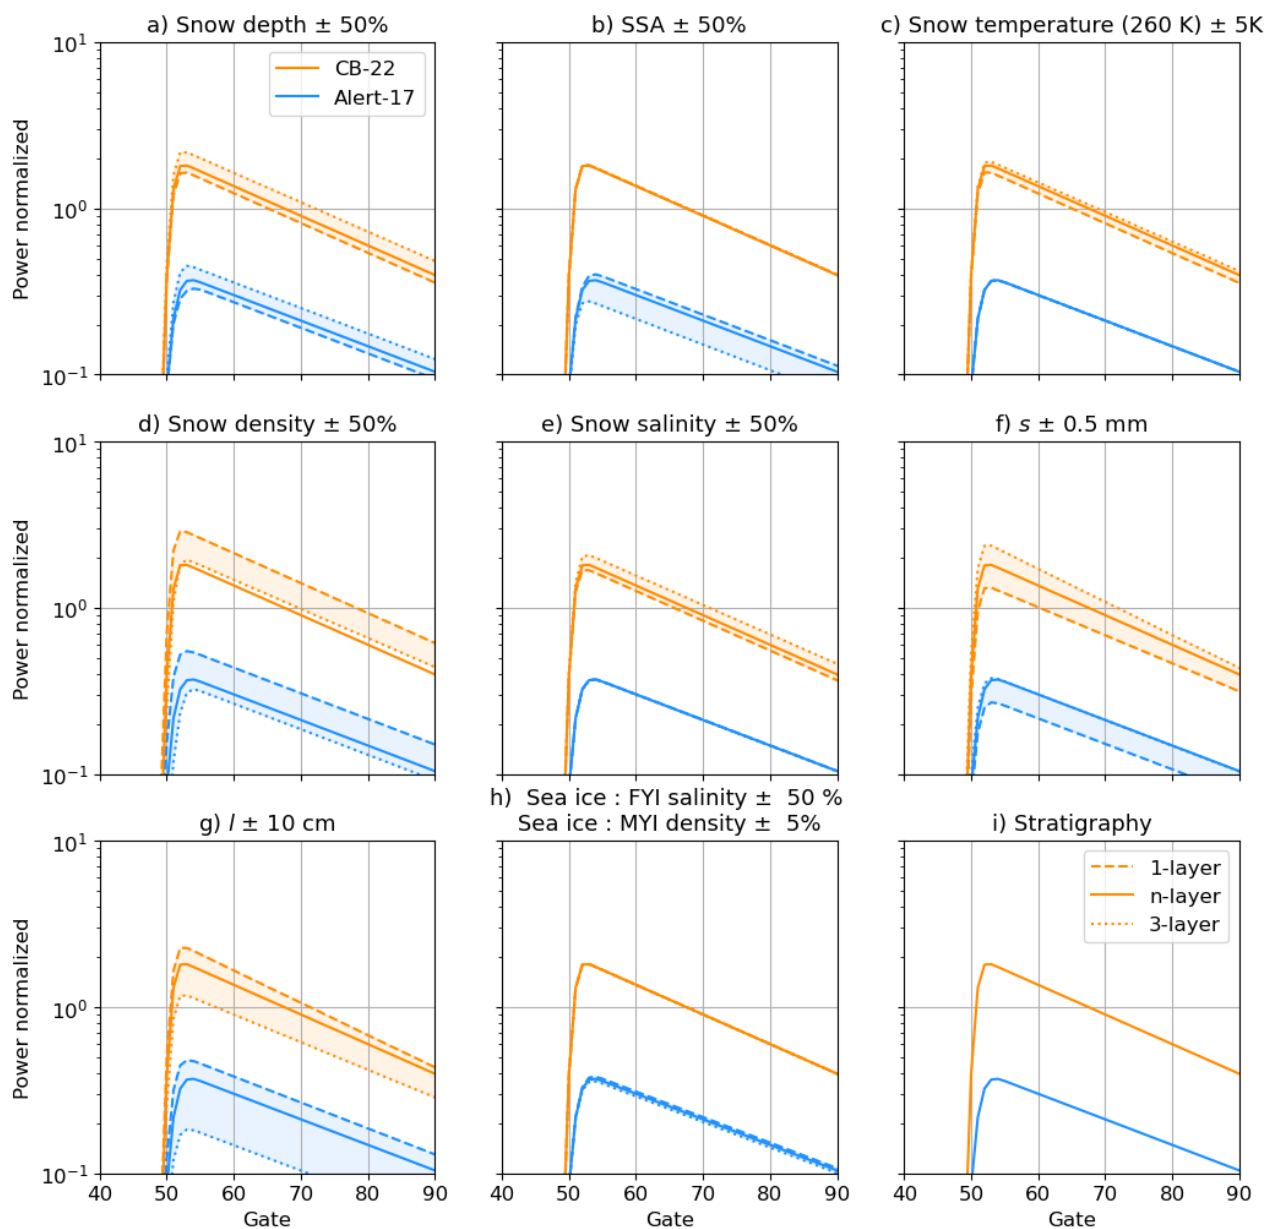 a) Snow depth ± 50%
b) SSA ± 50%
c) Snow temperature (260 K) ± 5K
10¹
10⁰
10⁻¹
Power normalized
CB-22
Alert-17
d) Snow density ± 50%
e) Snow salinity ± 50%
f) s ± 0.5 mm
10¹
10⁰
10⁻¹
Power normalized
g) l ± 10 cm
h) Sea ice : FYI salinity ± 50 %
Sea ice : MYI density ± 5%
i) Stratigraphy
10¹
10⁰
10⁻¹
Power normalized
1-layer
n-layer
3-layer
40 50 60 70 80 90
40 50 60 70 80 90
40 50 60 70 80 90
Gate
Gate
Gate